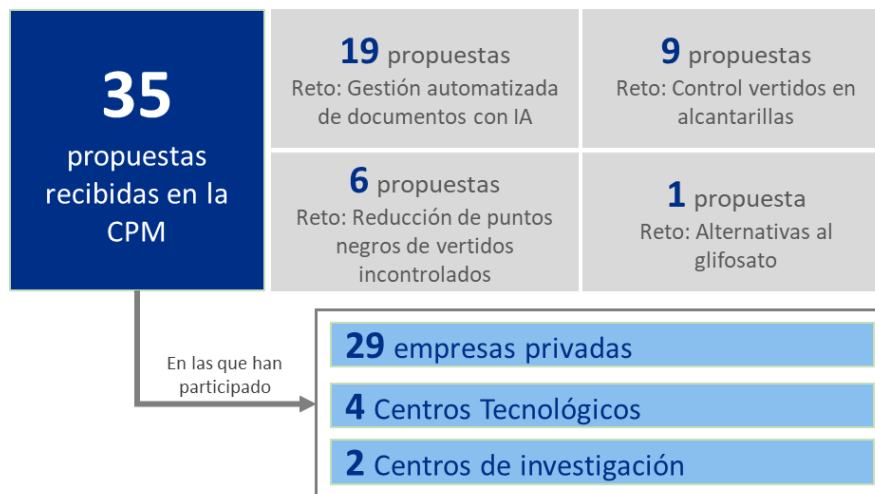 35
propuestas
recibidas en la
CPM
19 propuestas
Reto: Gestión automatizada
de documentos con IA
9 propuestas
Reto: Control vertidos en
alcantarillas
6 propuestas
Reto: Reducción de puntos
negros de vertidos
incontrolados
1 propuesta
Reto: Alternativas al
glifosato
En las que han
participado
29 empresas privadas
4 Centros Tecnológicos
2 Centros de investigación